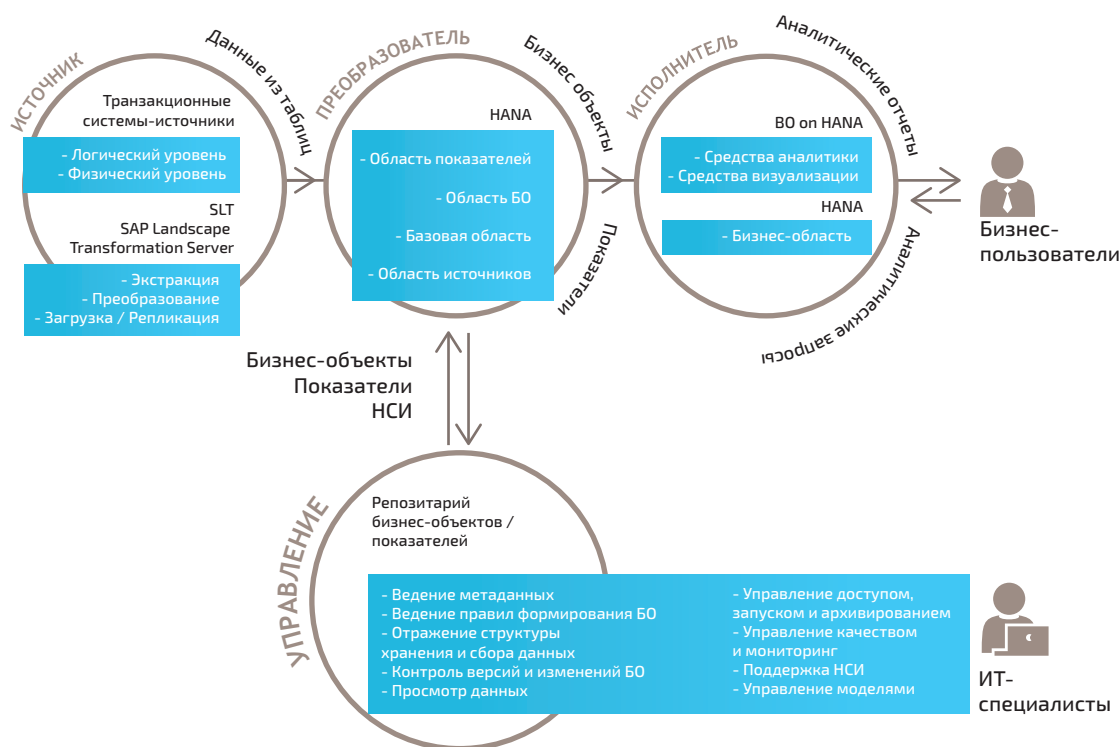 ИСТОЧНИК
Транзакционные
системы-источники
- Логический уровень
- Физический уровень
SLT
SAP Landscape
Transformation Server
- Экстракция
- Преобразование
- Загрузка / Репликация
Данные из таблиц
ПРЕОБРАЗОВАТЕЛЬ
HANA
- Область показателей
- Область БО
- Базовая область
- Область источников
Бизнес объекты
Показатели
ИСПОЛНИТЕЛЬ
BO on HANA
- Средства аналитики
- Средства визуализации
HANA
- Бизнес-область
Аналитические отчеты
Аналитические запросы
Бизнес-
пользователи
Бизнес-объекты
Показатели
НСИ
УПРАВЛЕНИЕ
Репозитарий
бизнес-объектов /
показателей
- Ведение метаданных
- Ведение правил формирования БО
- Отражение структуры
хранения и сбора данных
- Контроль версий и изменений БО
- Просмотр данных
- Управление доступом,
запуском и архивированием
- Управление качеством
и мониторинг
- Поддержка НСИ
- Управление моделями
ИТ-
специалисты